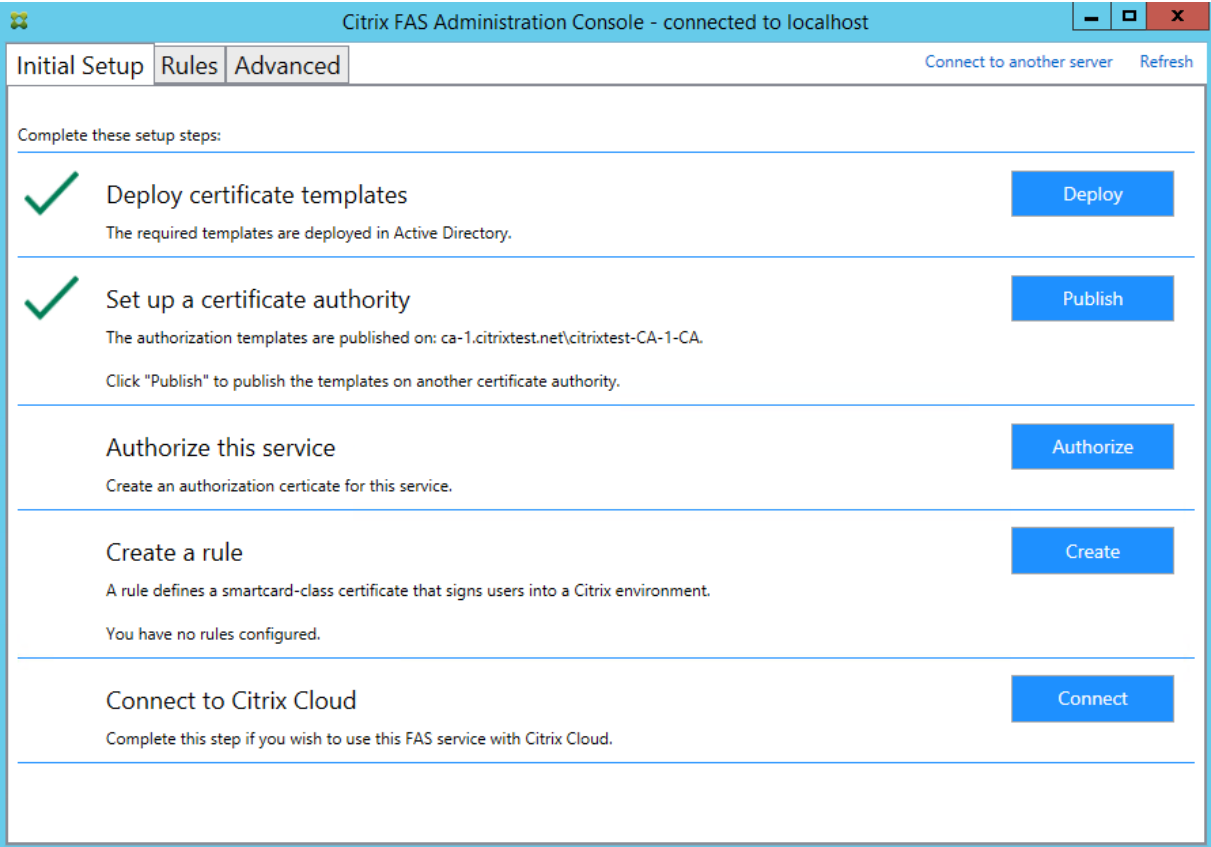 Citrix FAS Administration Console - connected to localhost
Initial Setup Rules Advanced Connect to another server Refresh
Complete these setup steps:
Deploy certificate templates Deploy
The required templates are deployed in Active Directory.
Set up a certificate authority Publish
The authorization templates are published on: ca-1.citrixtest.net\citrixtest-CA-1-CA.
Click "Publish" to publish the templates on another certificate authority.
Authorize this service Authorize
Create an authorization certicate for this service.
Create a rule Create
A rule defines a smartcard-class certificate that signs users into a Citrix environment.
You have no rules configured.
Connect to Citrix Cloud Connect
Complete this step if you wish to use this FAS service with Citrix Cloud.